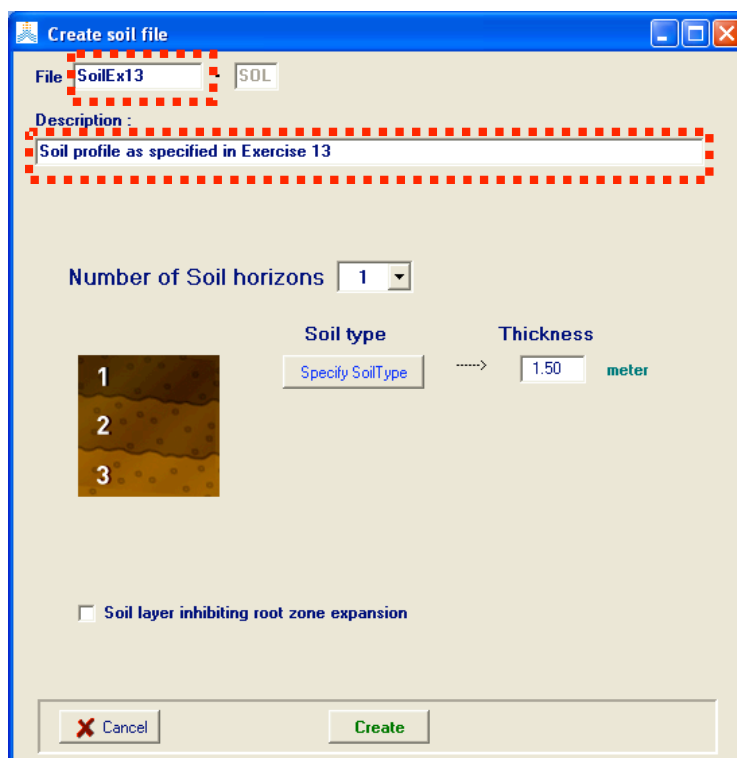 Create soil file
File SoilEx13 . SOL
Description :
Soil profile as specified in Exercise 13
Number of Soil horizons 1
Soil type Thickness
Specify SoilType ------> 1.50 meter
1
2
3
Soil layer inhibiting root zone expansion
Cancel Create